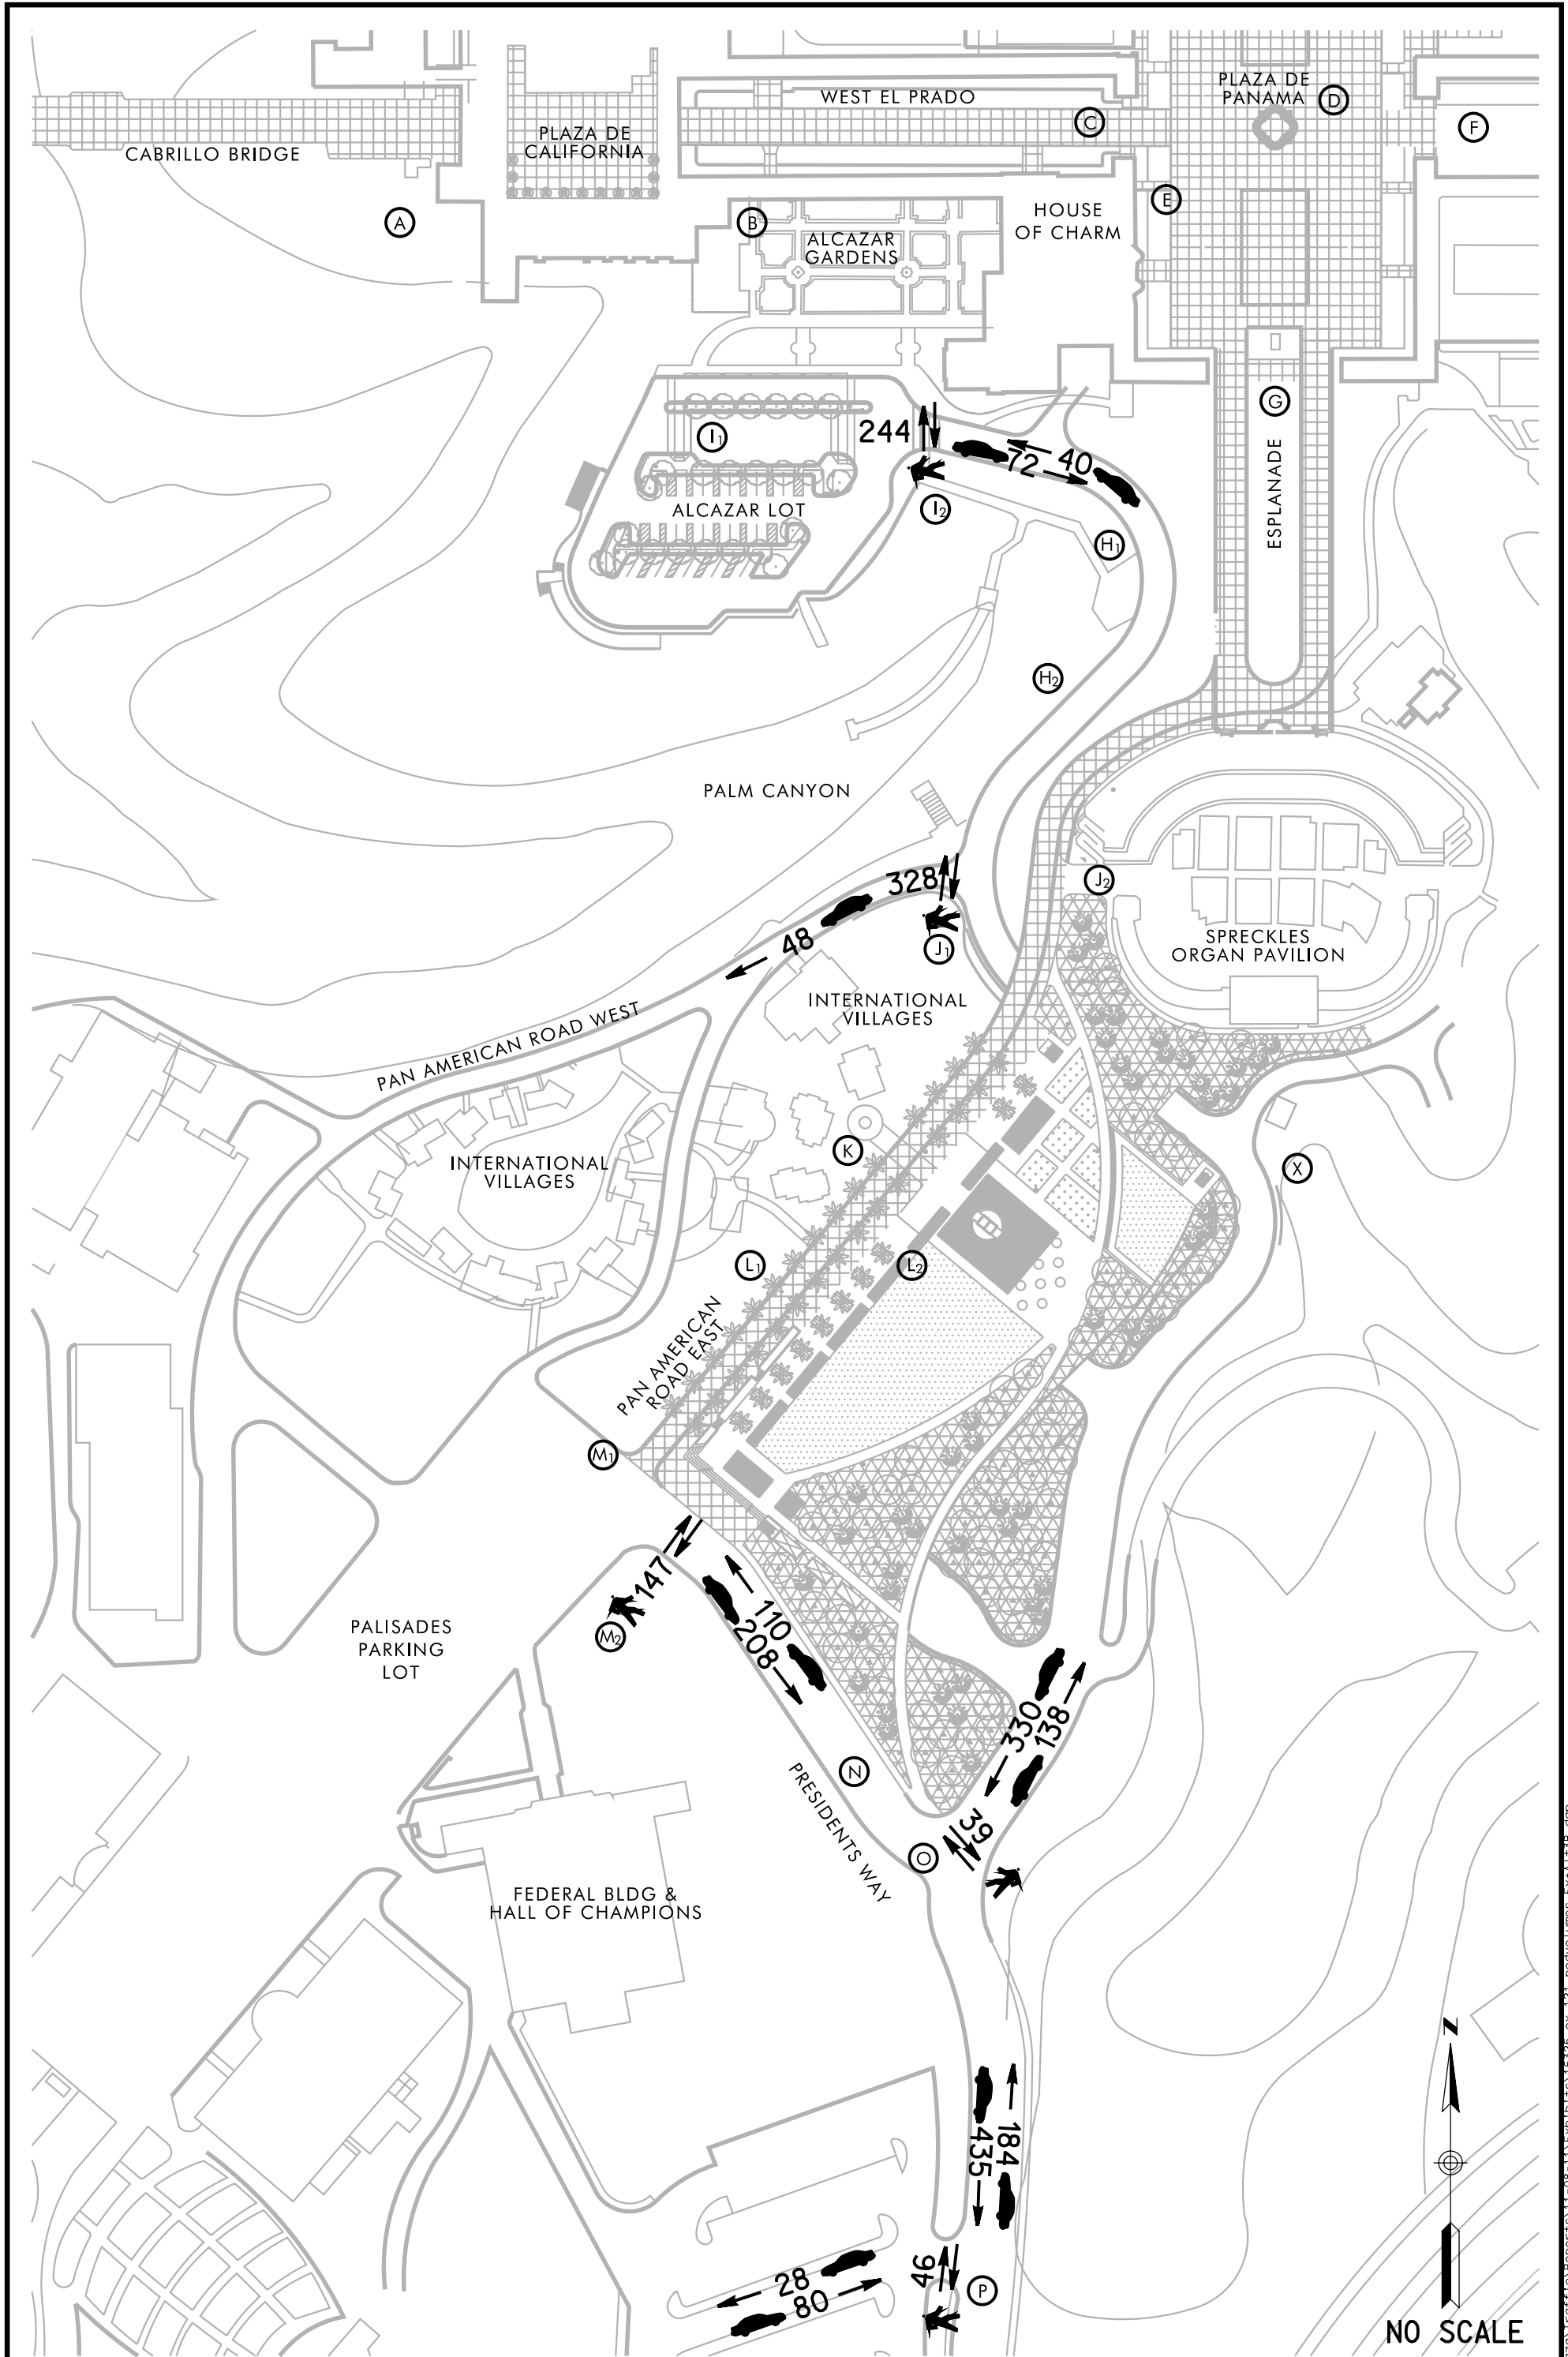 PLAZA DE
PANAMA
D
WEST EL PRADO
C
F
PLAZA DE
CALIFORNIA
CABRILLO BRIDGE
E
A
B
HOUSE
OF CHARM
ALCAZAR
GARDENS
G
244
I1
72
40
ESPLANADE
ALCAZAR LOT
I2
H1
H2
PALM CANYON
328
J2
48
J1
SPRECKLES
ORGAN PAVILION
INTERNATIONAL
VILLAGES
PAN AMERICAN ROAD WEST
K
INTERNATIONAL
VILLAGES
X
L1
L2
PAN AMERICAN
ROAD EAST
M1
147
110
208
M2
PALISADES
PARKING
LOT
330
138
N
PRESIDENTS WAY
39
O
FEDERAL BLDG &
HALL OF CHAMPIONS
N
184
435
46
P
28
80
NO SCALE